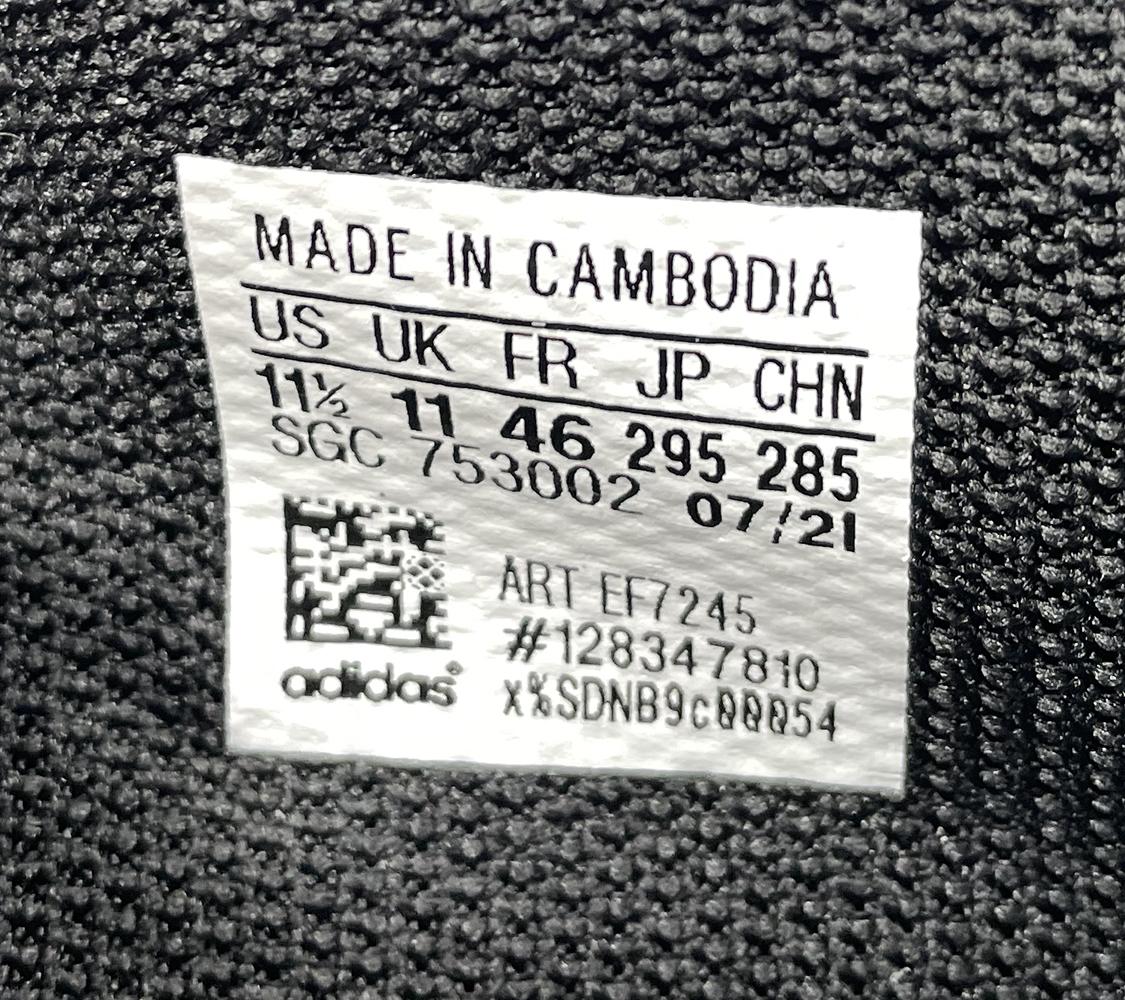 MADE IN CAMBODIA
US UK FR JP CHN
11½ 11 46 295 285
SGC 753002 07/21
ART EF7245
#128347810
x%SDNB9c00054
adidas®